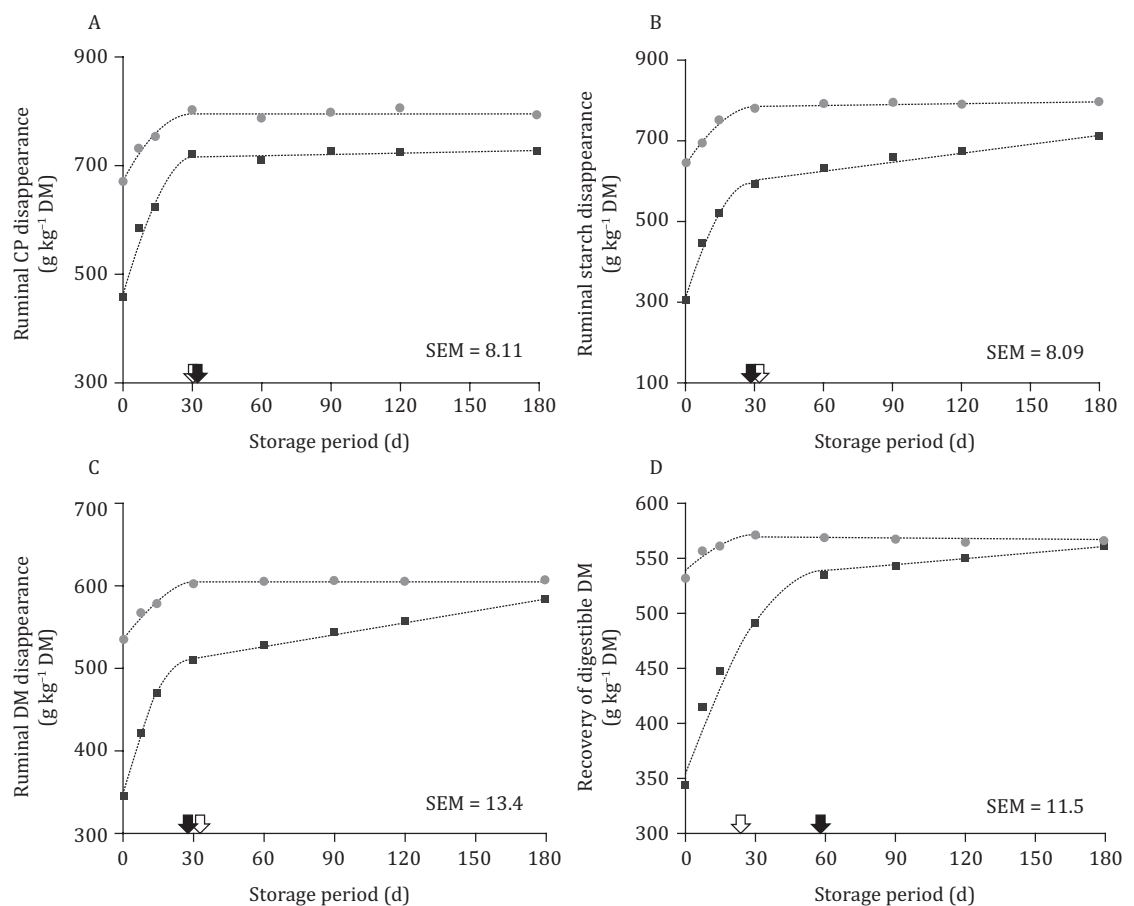 A
Ruminal CP disappearance
(g kg⁻¹ DM)
900
700
500
300
SEM = 8.11
0 30 60 90 120 150 180
Storage period (d)
B
Ruminal starch disappearance
(g kg⁻¹ DM)
900
700
500
300
100
SEM = 8.09
0 30 60 90 120 150 180
Storage period (d)
C
Ruminal DM disappearance
(g kg⁻¹ DM)
700
600
500
400
300
SEM = 13.4
0 30 60 90 120 150 180
Storage period (d)
D
Recovery of digestible DM
(g kg⁻¹ DM)
600
550
500
450
400
350
300
SEM = 11.5
0 30 60 90 120 150 180
Storage period (d)